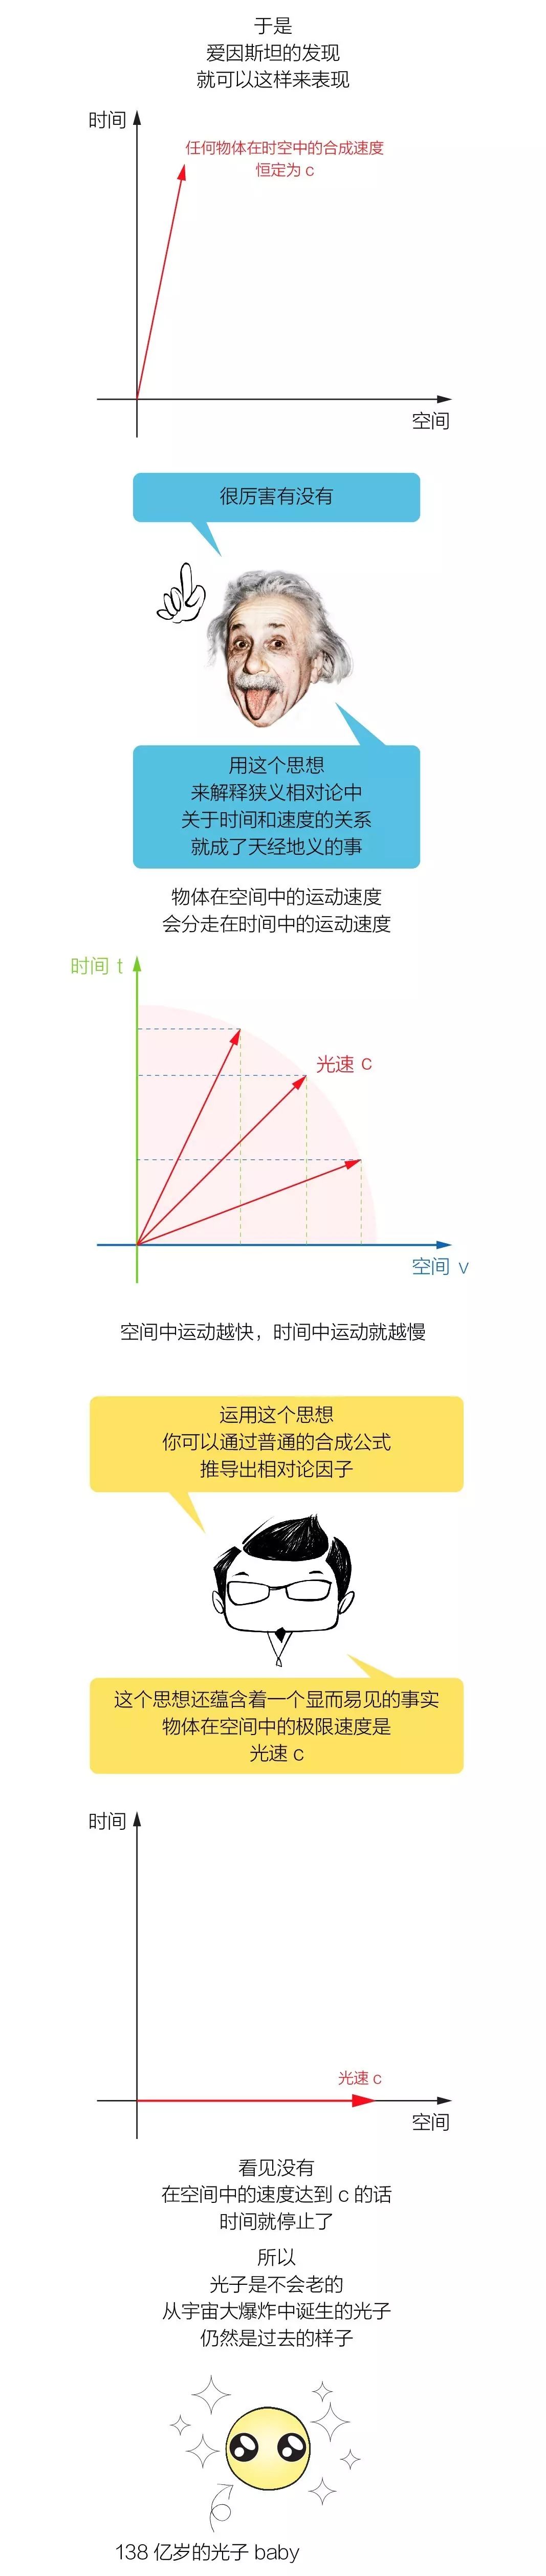 于是
爱因斯坦的发现
就可以这样来表现
时间
任何物体在时空中的合成速度
恒定为 c
空间
很厉害有没有
用这个思想
来解释狭义相对论中
关于时间和速度的关系
就成了天经地义的事
物体在空间中的运动速度
会分走在时间中的运动速度
时间 t
光速 c
空间 v
空间中运动越快，时间中运动就越慢
运用这个思想
你可以通过普通的合成公式
推导出相对论因子
这个思想还蕴含着一个显而易见的事实
物体在空间中的极限速度是
光速 c
时间
光速 c
空间
看见没有
在空间中的速度达到 c 的话
时间就停止了
所以
光子是不会老的
从宇宙大爆炸中诞生的光子
仍然是过去的样子
138 亿岁的光子 baby